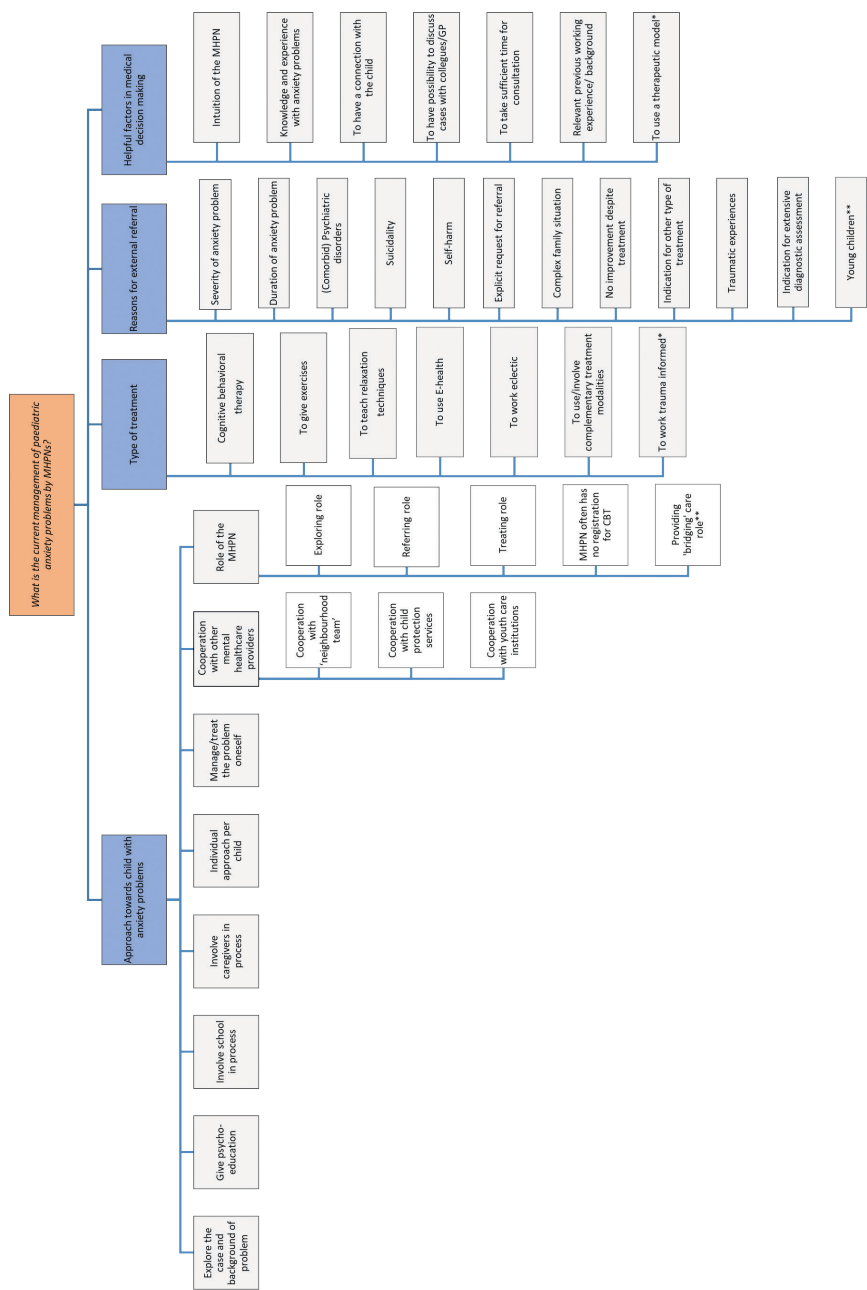 What is the current management of paediatric
anxiety problems by MHPNs?
Approach towards child with
anxiety problems
Explore the
case and
background of
problem
Give psycho-
education
Involve school
in process
Involve
caregivers in
process
Individual
approach per
child
Manage/treat
the problem
oneself
Cooperation
with other
mental
healthcare
providers
Cooperation
with
‘neighbourhood
team’
Cooperation
with child
protection
services
Cooperation
with youth care
institutions
Role of the
MHPN
Exploring role
Referring role
Treating role
MHPN often has
no registration
for CBT
Providing
'bridging' care
role**
Type of treatment
Cognitive behavioral
therapy
To give exercises
To teach relaxation
techniques
To use E-health
To work eclectic
To use/involve
complementary treatment
modalities
To work trauma informed*
Reasons for external referral
Severity of anxiety problem
Duration of anxiety problem
(Comorbid) Psychiatric
disorders
Suicidality
Self-harm
Explicit request for referral
Complex family situation
No improvement despite
treatment
Indication for other type of
treatment
Traumatic experiences
Indication for extensive
diagnostic assessment
Young children**
Helpful factors in medical
decision making
Intuition of the MHPN
Knowledge and experience
with anxiety problems
To have a connection with
the child
To have possibility to discuss
cases with collegues/GP
To take sufficient time for
consultation
Relevant previous working
experience/ background
To use a therapeutic model*